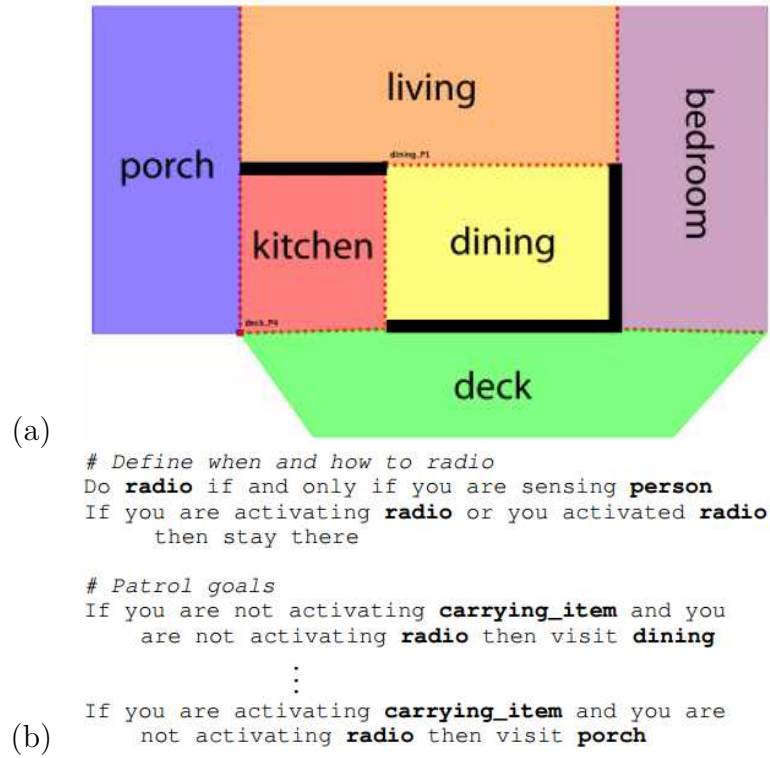 living
bedroom
porch
dining_P1
kitchen
dining
deck_P4
deck
(a)
# Define when and how to radio
Do radio if and only if you are sensing person
If you are activating radio or you activated radio
then stay there
# Patrol goals
If you are not activating carrying_item and you
are not activating radio then visit dining
⋮
If you are activating carrying_item and you are
not activating radio then visit porch
(b)